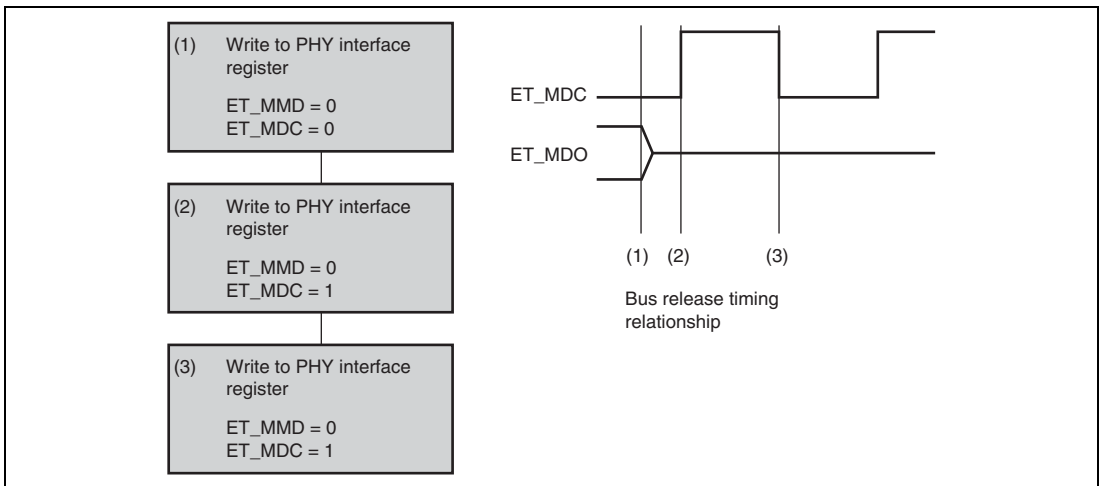 (1) Write to PHY interface
register
ET_MMD = 0
ET_MDC = 0
(2) Write to PHY interface
register
ET_MMD = 0
ET_MDC = 1
(3) Write to PHY interface
register
ET_MMD = 0
ET_MDC = 1
ET_MDC
ET_MDO
(1) (2) (3)
Bus release timing
relationship